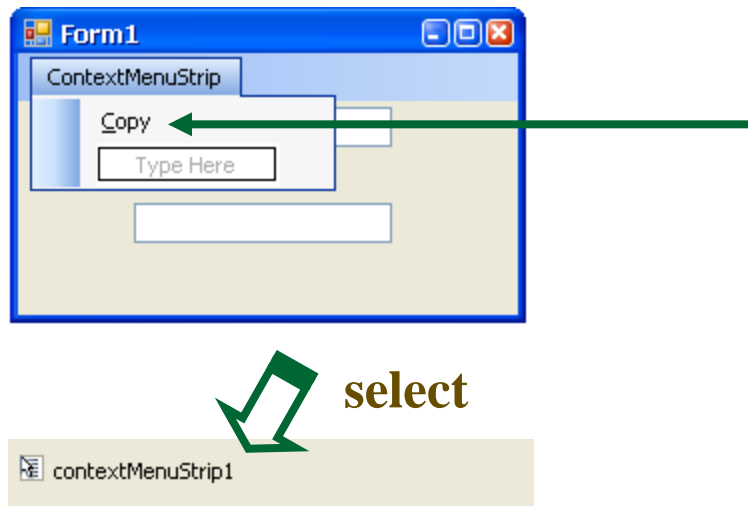 Form1
ContextMenuStrip
Copy
Type Here
select
contextMenuStrip1